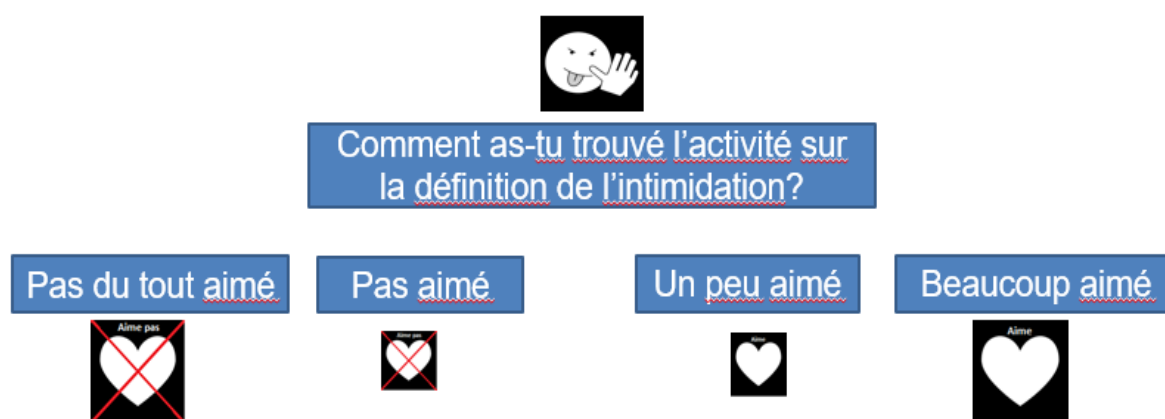 Comment as-tu trouvé l'activité sur
la définition de l'intimidation?
Pas du tout aimé
Pas aimé
Un peu aimé
Beaucoup aimé
Aime pas
Aime pas
Aime
Aime